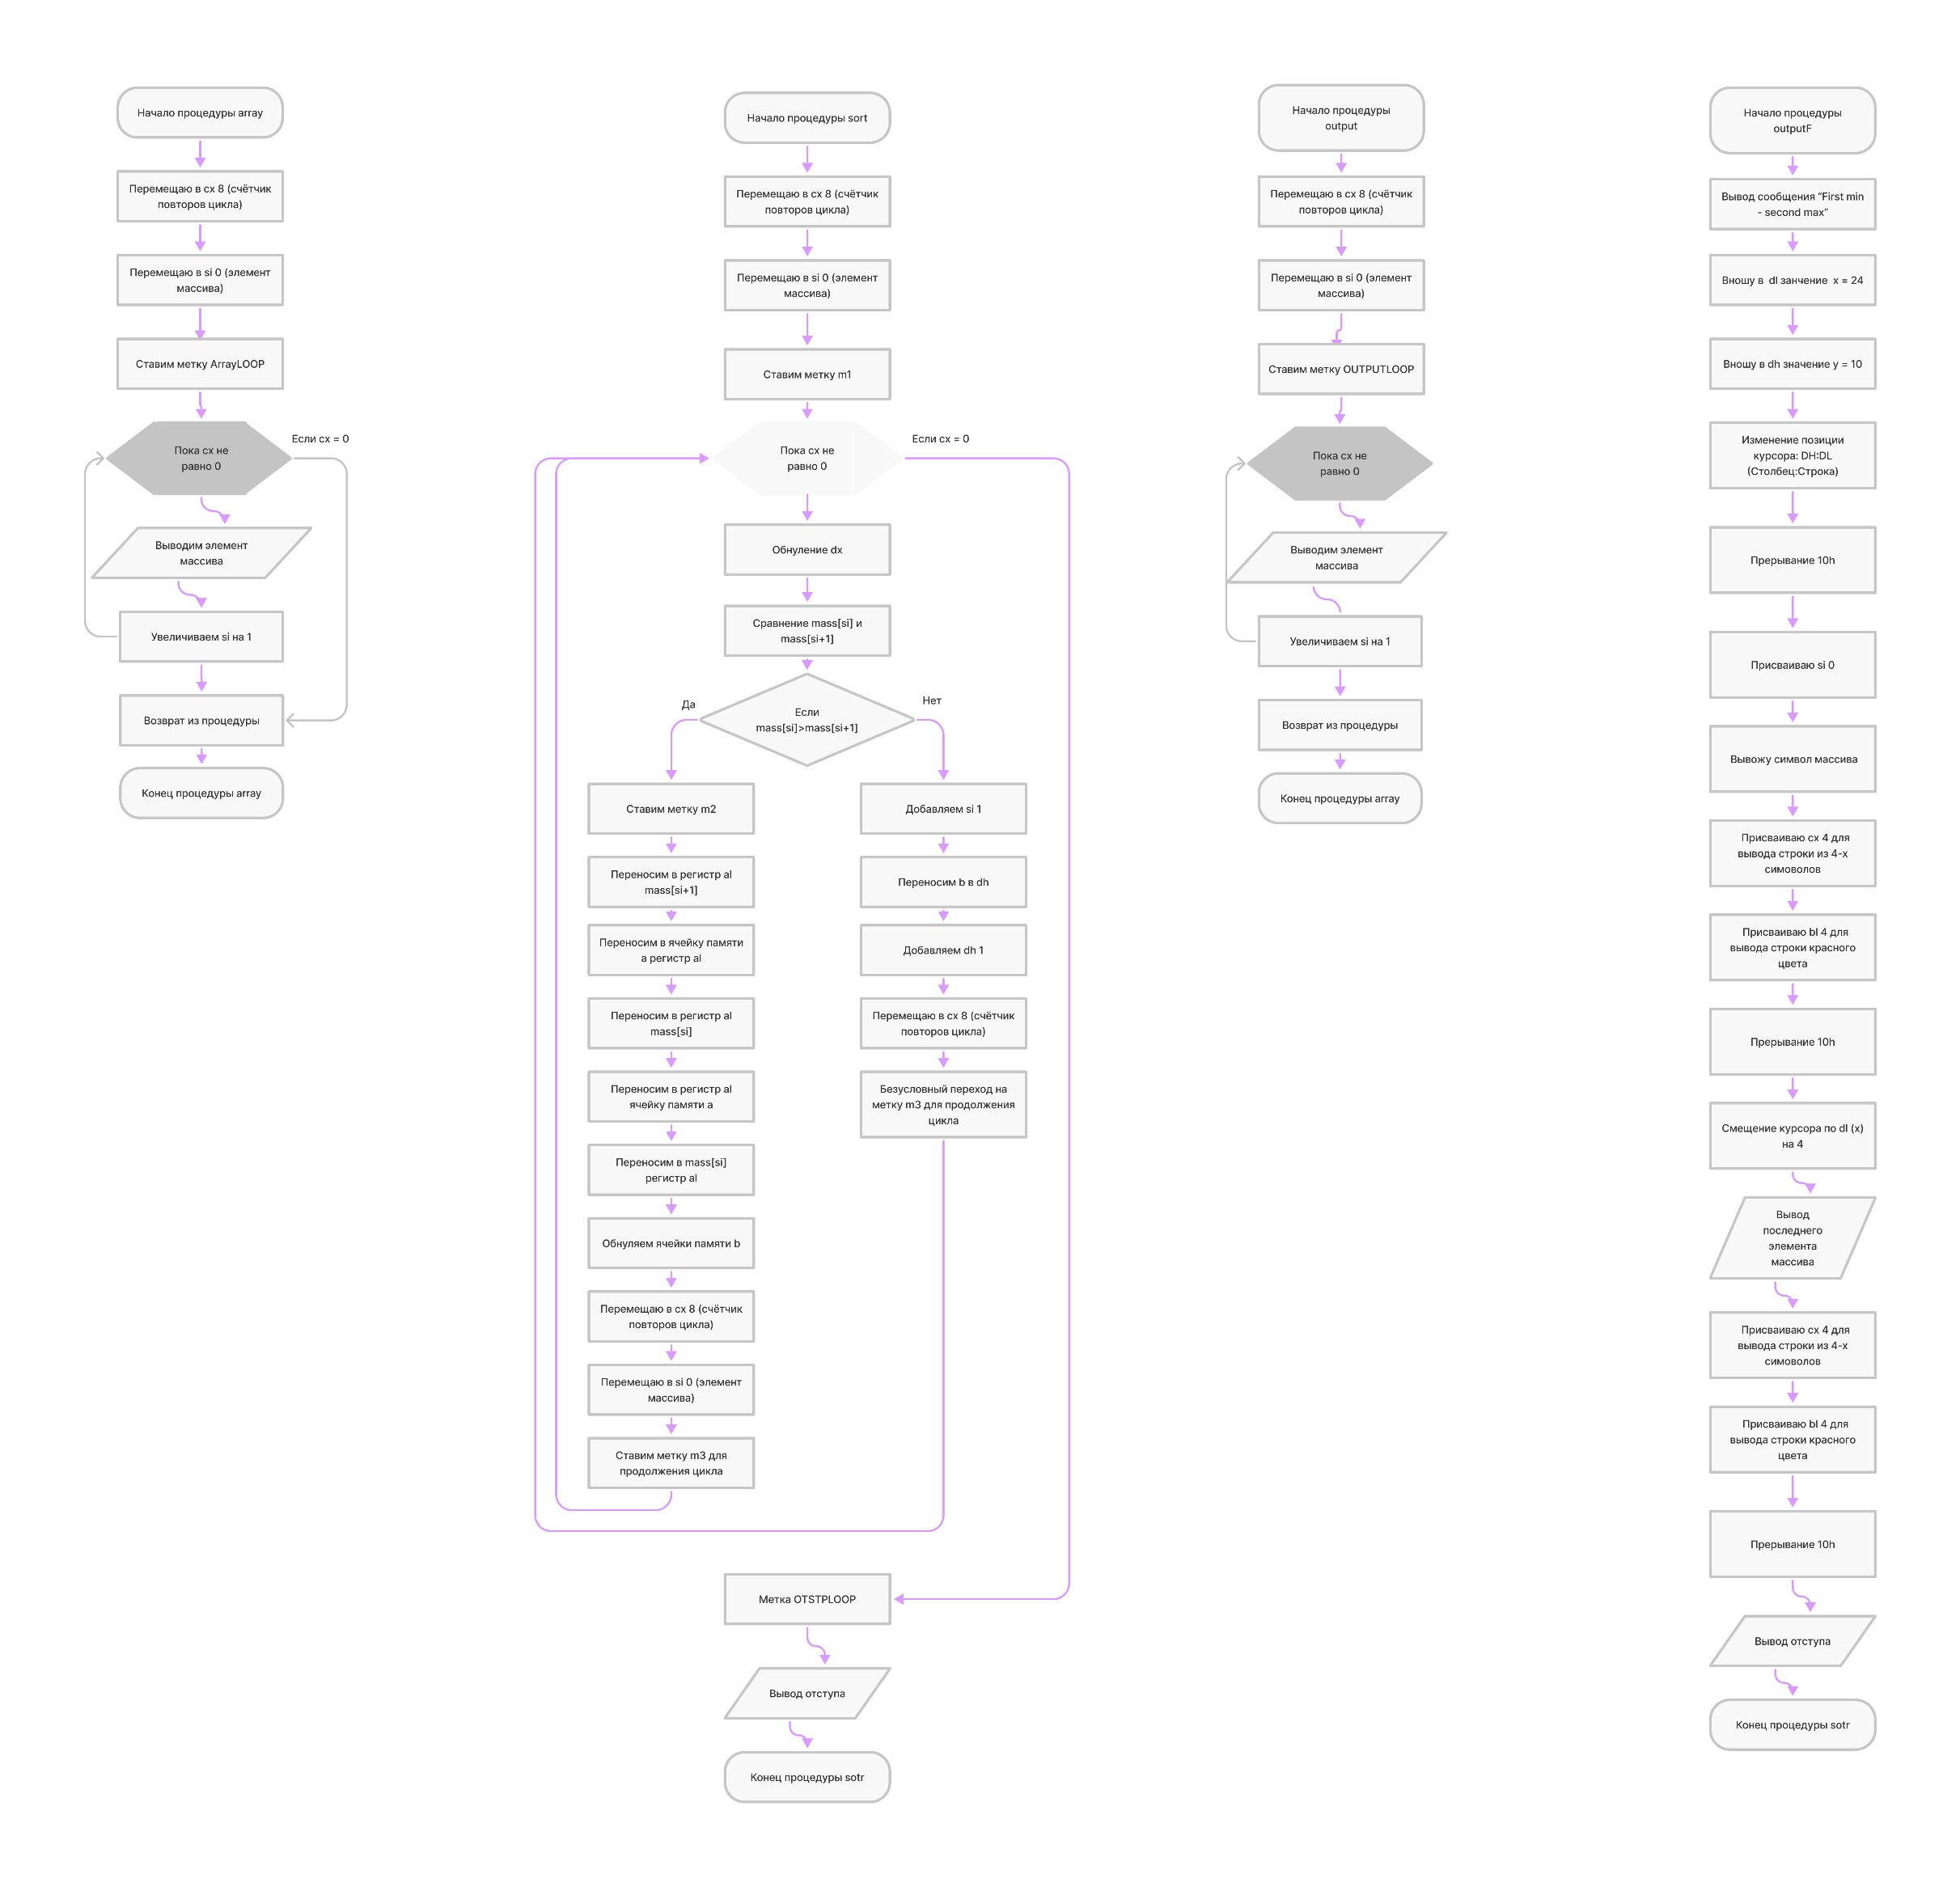 Начало процедуры array
Перемещаю в cx 8 (счётчик
повторов цикла)
Перемещаю в si 0 (элемент
массива)
Ставим метку ArrayLOOP
Пока cx не
равно 0
Если cx = 0
Выводим элемент
массива
Увеличиваем si на 1
Возврат из процедуры
Конец процедуры array
Начало процедуры sort
Перемещаю в cx 8 (счётчик
повторов цикла)
Перемещаю в si 0 (элемент
массива)
Ставим метку m1
Пока cx не
равно 0
Если cx = 0
Обнуление dx
Сравнение mass[si] и
mass[si+1]
Если
mass[si]>mass[si+1]
Да
Нет
Ставим метку m2
Переносим в регистр al
mass[si+1]
Переносим в ячейку памяти
a регистр al
Переносим в регистр al
mass[si]
Переносим в регистр al
ячейку памяти a
Переносим в mass[si]
регистр al
Обнуляем ячейки памяти b
Перемещаю в cx 8 (счётчик
повторов цикла)
Перемещаю в si 0 (элемент
массива)
Ставим метку m3 для
продолжения цикла
Добавляем si 1
Переносим b в dh
Добавляем dh 1
Перемещаю в cx 8 (счётчик
повторов цикла)
Безусловный переход на
метку m3 для продолжения
цикла
Метка OTSTPLOOP
Вывод отступа
Конец процедуры sotr
Начало процедуры
output
Перемещаю в cx 8 (счётчик
повторов цикла)
Перемещаю в si 0 (элемент
массива)
Ставим метку OUTPUTLOOP
Пока cx не
равно 0
Выводим элемент
массива
Увеличиваем si на 1
Возврат из процедуры
Конец процедуры array
Начало процедуры
outputF
Вывод сообщения “First min
- second max”
Вношу в dl занчение x = 24
Вношу в dh значение y = 10
Изменение позиции
курсора: DH:DL
(Столбец:Строка)
Прерывание 10h
Присваиваю si 0
Вывожу символ массива
Присваиваю cx 4 для
вывода строки из 4-х
симоволов
Присваиваю bl 4 для
вывода строки красного
цвета
Прерывание 10h
Смещение курсора по dl (x)
на 4
Вывод
последнего
элемента
массива
Присваиваю cx 4 для
вывода строки из 4-х
симоволов
Присваиваю bl 4 для
вывода строки красного
цвета
Прерывание 10h
Вывод отступа
Конец процедуры sotr